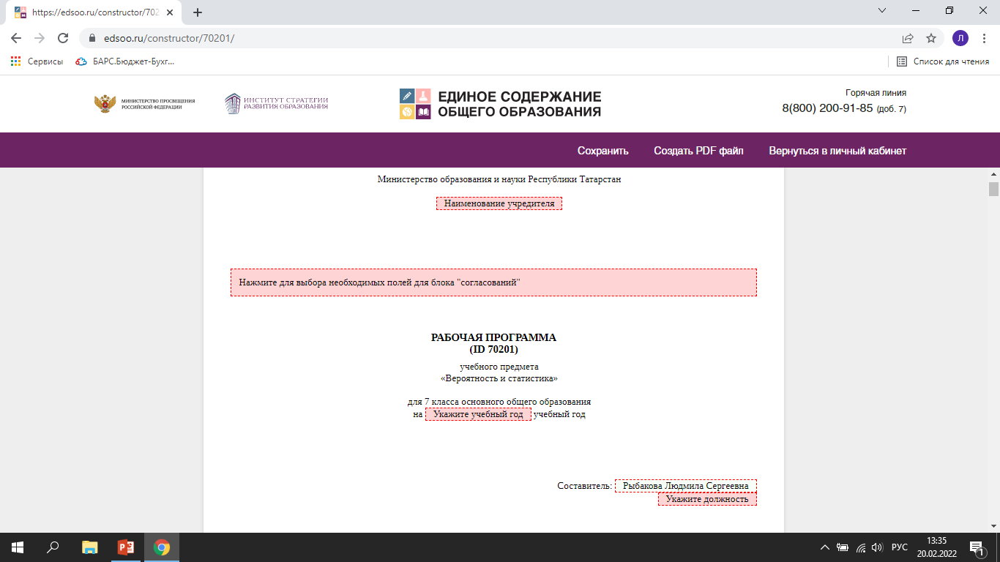 https://edsoo.ru/constructor/702
edsoo.ru/constructor/70201/
Л
Сервисы
БАРС.Бюджет-Бухг...
Список для чтения
МИНИСТЕРСТВО ПРОСВЕЩЕНИЯ
РОССИЙСКОЙ ФЕДЕРАЦИИ
ИНСТИТУТ СТРАТЕГИИ
РАЗВИТИЯ ОБРАЗОВАНИЯ
ЕДИНОЕ СОДЕРЖАНИЕ
ОБЩЕГО ОБРАЗОВАНИЯ
Горячая линия
8(800) 200-91-85 (доб. 7)
Сохранить
Создать PDF файл
Вернуться в личный кабинет
Министерство образования и науки Республики Татарстан
Наименование учредителя
Нажмите для выбора необходимых полей для блока "согласований"
РАБОЧАЯ ПРОГРАММА
(ID 70201)
учебного предмета
«Вероятность и статистика»
для 7 класса основного общего образования
на Укажите учебный год учебный год
Составитель: Рыбакова Людмила Сергеевна
Укажите должность
РУС
13:35
20.02.2022
1